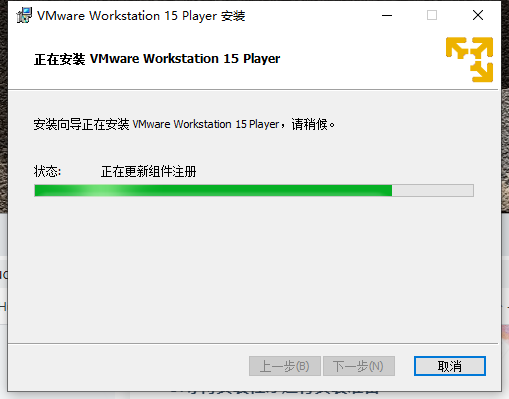 VMware Workstation 15 Player 安装
正在安装 VMware Workstation 15 Player
安装向导正在安装 VMware Workstation 15 Player，请稍候。
状态: 正在更新组件注册
上一步(B) 下一步(N) 取消